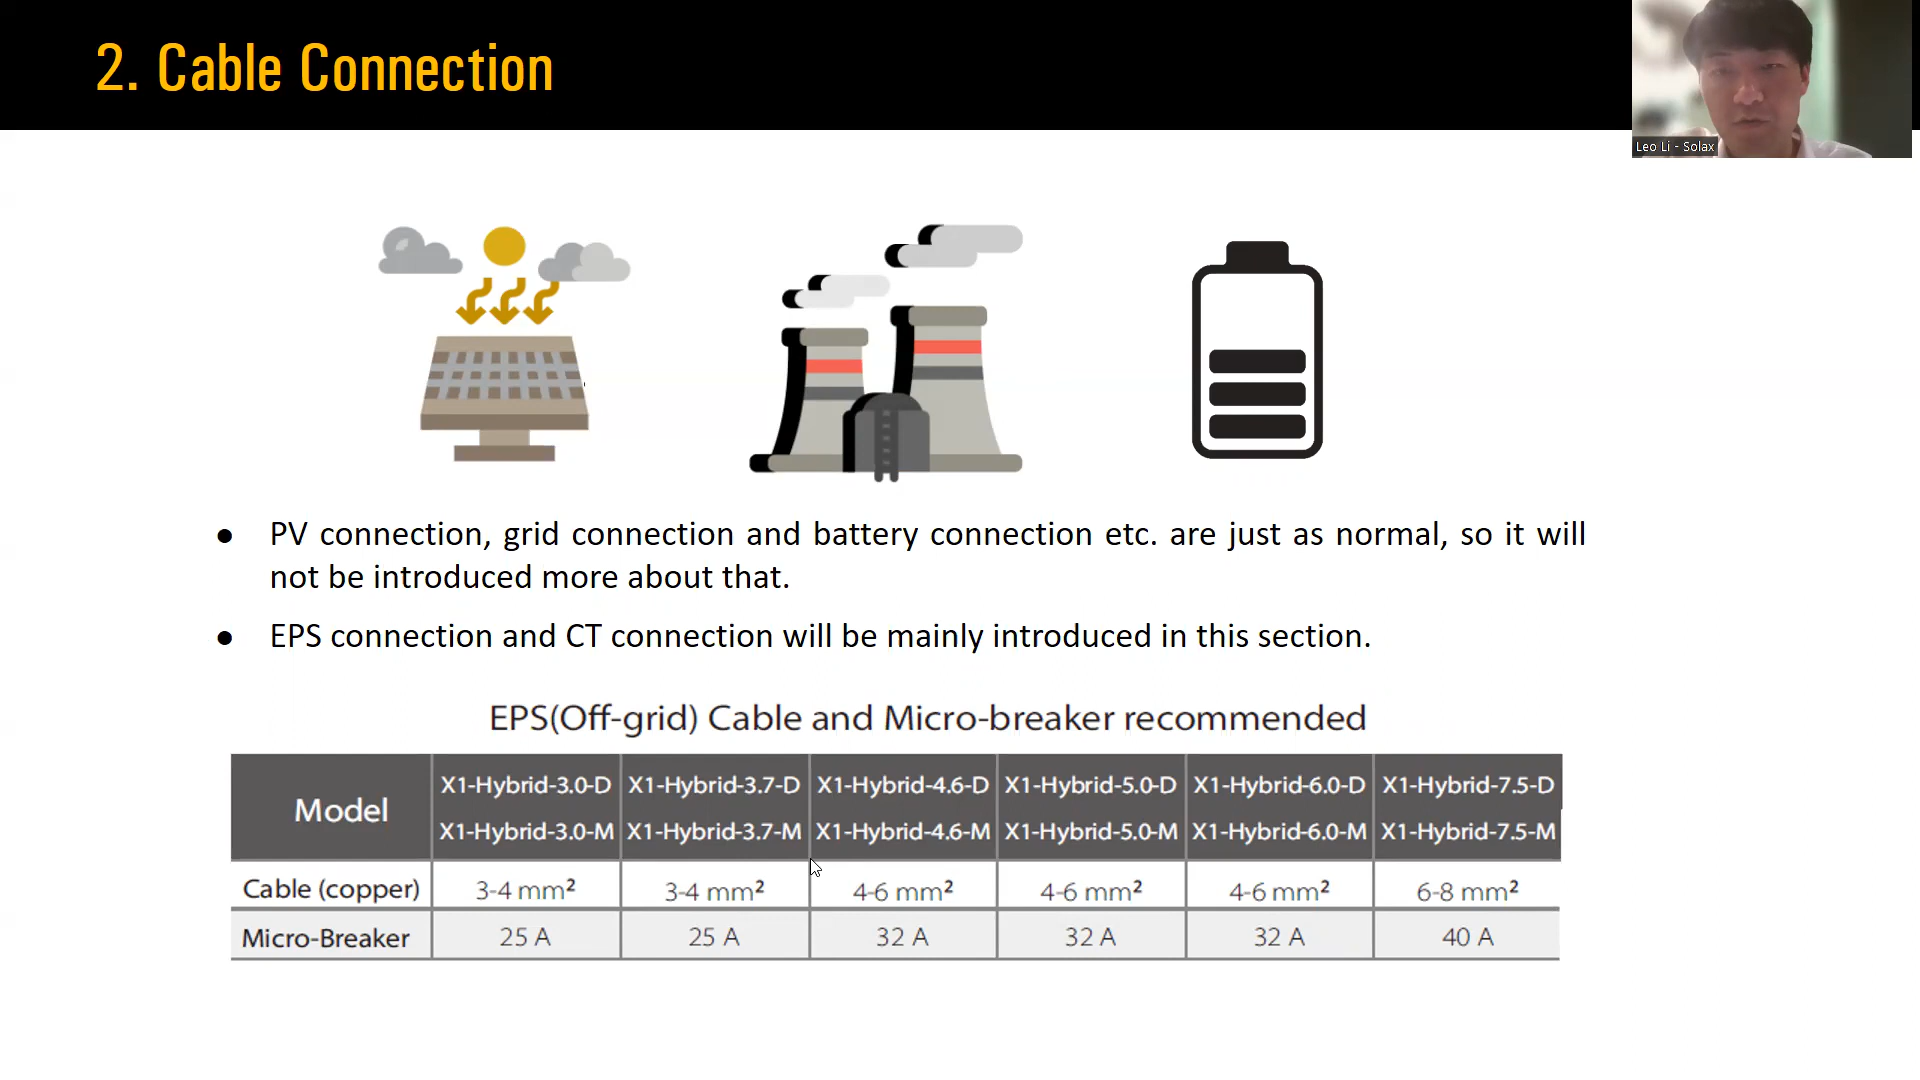 2. Cable Connection
Leo Li - Solax
● PV connection, grid connection and battery connection etc. are just as normal, so it will
not be introduced more about that.
● EPS connection and CT connection will be mainly introduced in this section.
EPS(Off-grid) Cable and Micro-breaker recommended
Model X1-Hybrid-3.0-D X1-Hybrid-3.7-D X1-Hybrid-4.6-D X1-Hybrid-5.0-D X1-Hybrid-6.0-D X1-Hybrid-7.5-D
X1-Hybrid-3.0-M X1-Hybrid-3.7-M X1-Hybrid-4.6-M X1-Hybrid-5.0-M X1-Hybrid-6.0-M X1-Hybrid-7.5-M
Cable (copper) 3-4 mm² 3-4 mm² 4-6 mm² 4-6 mm² 4-6 mm² 6-8 mm²
Micro-Breaker 25 A 25 A 32 A 32 A 32 A 40 A